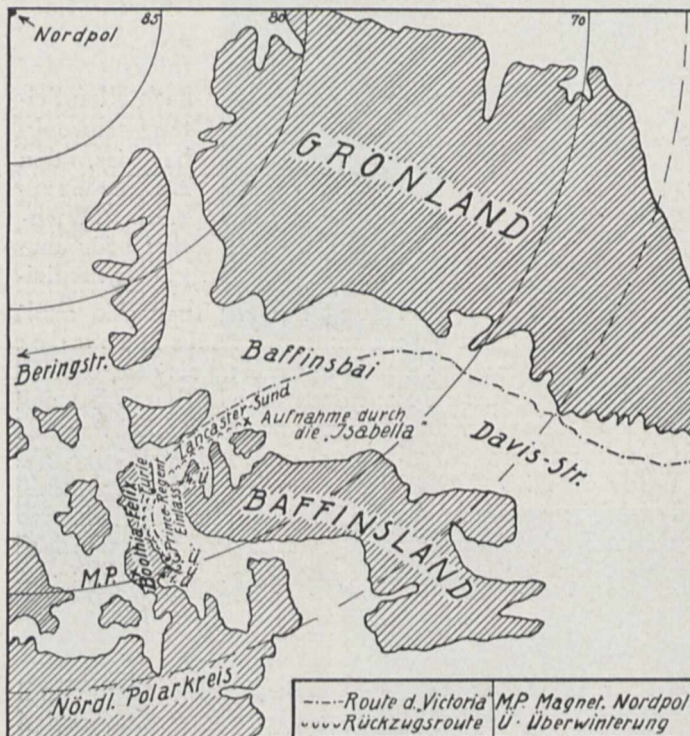 85 80 70
Nordpol
GRÖNLAND
Beringstr.
Baffinsbai
Lancaster-Sund
× Aufnahme durch
die „Isabella"
Davis-Str.
Ü
Boothia-Felix
Prince-Regent
Einlass
BAFFINSLAND
M.P.
Nördl. Polarkreis
Route d. „Victoria"
Rückzugsroute
M.P. Magnet. Nordpol
Ü · Überwinterung